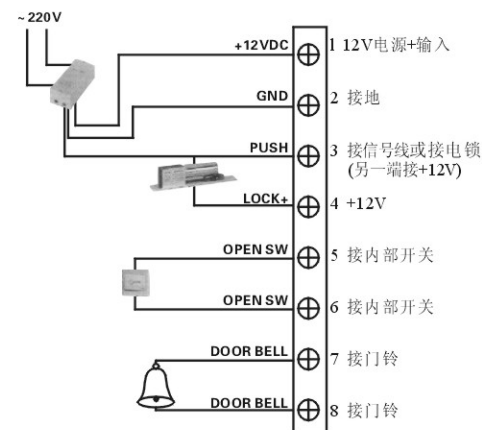 ~220V
+12VDC
1 12V电源+输入
GND
2 接地
PUSH
3 接信号线或接电锁
(另一端接+12V)
LOCK+
4 +12V
OPEN SW
5 接内部开关
OPEN SW
6 接内部开关
DOOR BELL
7 接门铃
DOOR BELL
8 接门铃